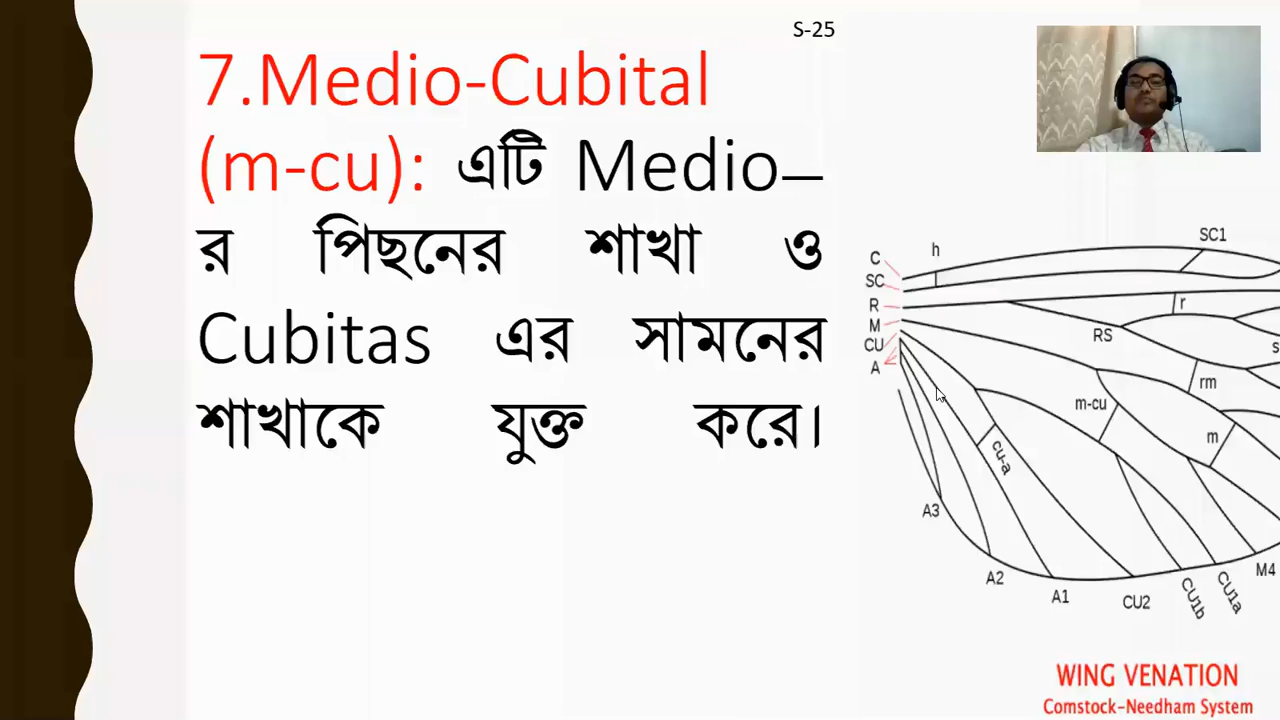 S-25
7.Medio-Cubital
(m-cu): এটি Medio–
র পিছনের শাখা ও
Cubitas এর সামনের
শাখাকে যুক্ত করে।
C
SC
R
M
CU
A
h
SC1
r
RS
s
rm
m-cu
m
cu-a
A3
A2
A1
CU2
CU1b
CU1a
M4
WING VENATION
Comstock–Needham System